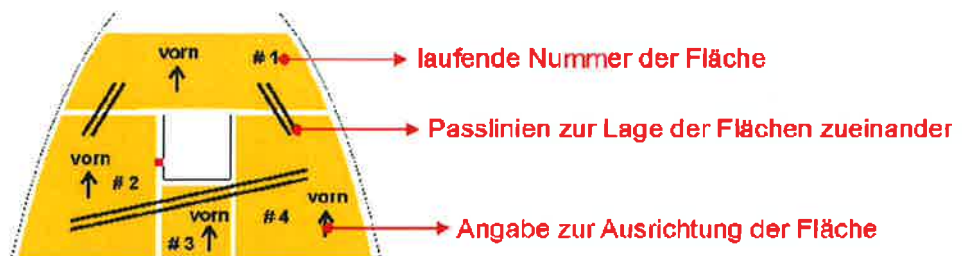 vorn #1 laufende Nummer der Fläche
Passlinien zur Lage der Flächen zueinander
vorn #2
vorn #4 vorn
#3
Angabe zur Ausrichtung der Fläche